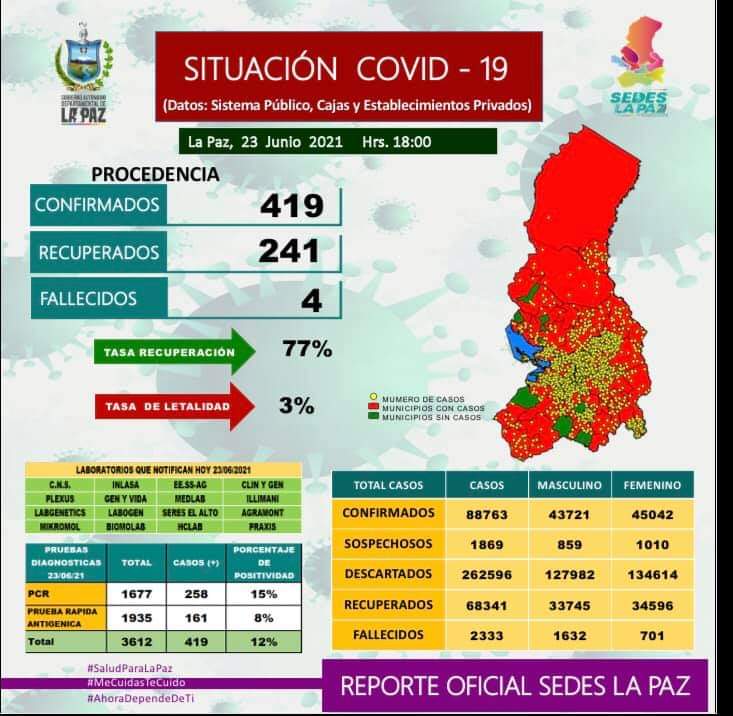 GOBIERNO AUTÓNOMO
DEPARTAMENTAL DE
LA PAZ
SITUACIÓN COVID - 19
(Datos: Sistema Público, Cajas y Establecimientos Privados)
SEDES
LA PAZ
La Paz, 23 Junio 2021 Hrs. 18:00
PROCEDENCIA
CONFIRMADOS 419
RECUPERADOS 241
FALLECIDOS 4
TASA RECUPERACIÓN 77%
TASA DE LETALIDAD 3%
MUMERO DE CASOS
MUNICIPIOS CON CASOS
MUNICIPIOS SIN CASOS
LABORATORIOS QUE NOTIFICAN HOY 23/06/2021
C.N.S. INLASA EE.SS-AG CLIN Y GEN
PLEXUS GEN Y VIDA MEDLAB ILLIMANI
LABGENETICS LABOGEN SERES EL ALTO AGRAMONT
MIKROMOL BIOMOLAB HCLAB PRAXIS
PRUEBAS DIAGNOSTICAS 23/06/21 TOTAL CASOS (+) PORCENTAJE DE POSITIVIDAD
PCR 1677 258 15%
PRUEBA RAPIDA ANTIGENICA 1935 161 8%
Total 3612 419 12%
TOTAL CASOS CASOS MASCULINO FEMENINO
CONFIRMADOS 88763 43721 45042
SOSPECHOSOS 1869 859 1010
DESCARTADOS 262596 127982 134614
RECUPERADOS 68341 33745 34596
FALLECIDOS 2333 1632 701
#SaludParaLaPaz
#MeCuidasTeCuido
#AhoraDependeDeTi
REPORTE OFICIAL SEDES LA PAZ